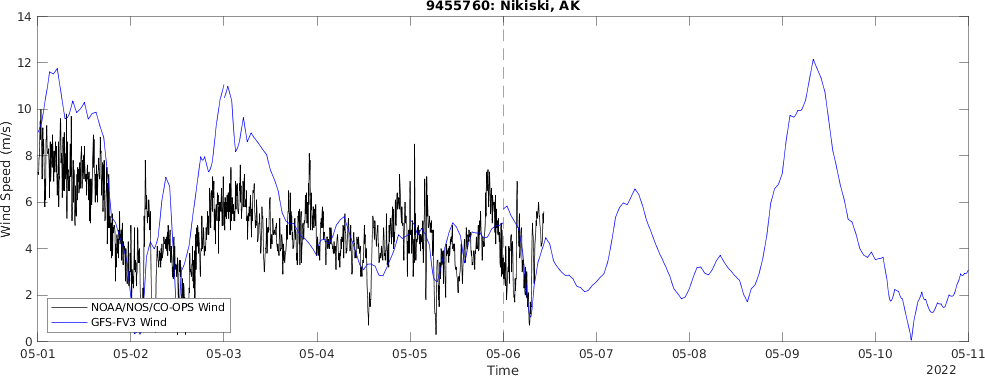 9455760: Nikiski, AK
14
12
10
8
6
4
2
0
Wind Speed (m/s)
NOAA/NOS/CO-OPS Wind
GFS-FV3 Wind
05-01 05-02 05-03 05-04 05-05 05-06 05-07 05-08 05-09 05-10 05-11
Time
2022